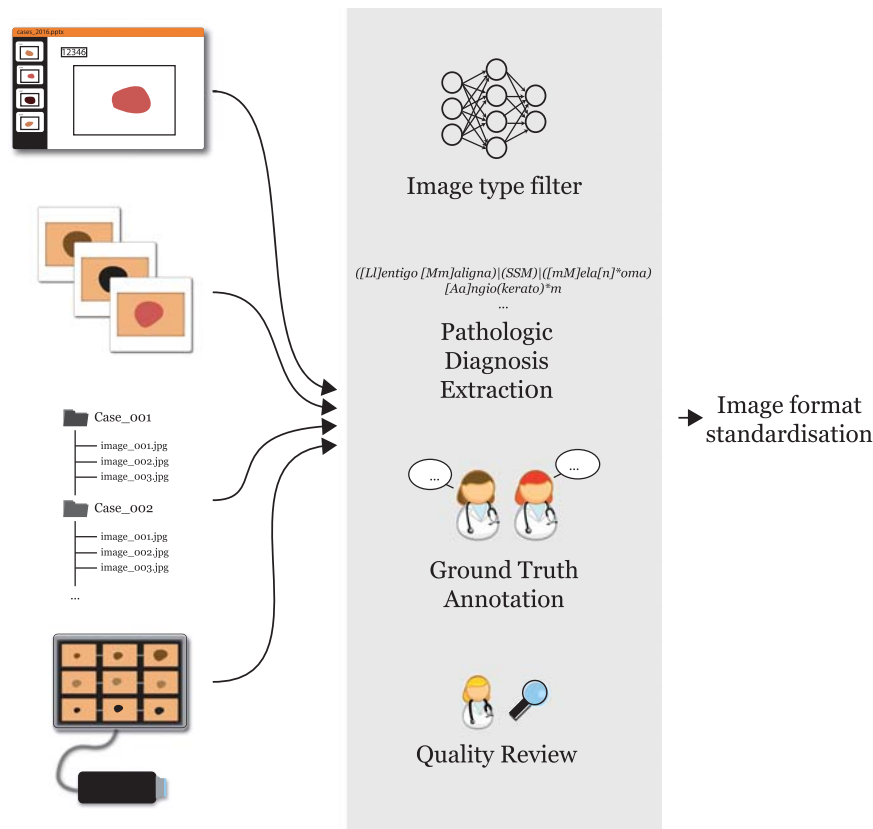 cases_2016.pptx
12346
Case_001
image_001.jpg
image_002.jpg
image_003.jpg
Case_002
image_001.jpg
image_002.jpg
image_003.jpg
...
Image type filter
([Ll]entigo [Mm]aligna)|(SSM)|([mM]ela[n]*oma)
[Aa]ngio(kerato)*m
...
Pathologic
Diagnosis
Extraction
...
...
Ground Truth
Annotation
Quality Review
Image format
standardisation